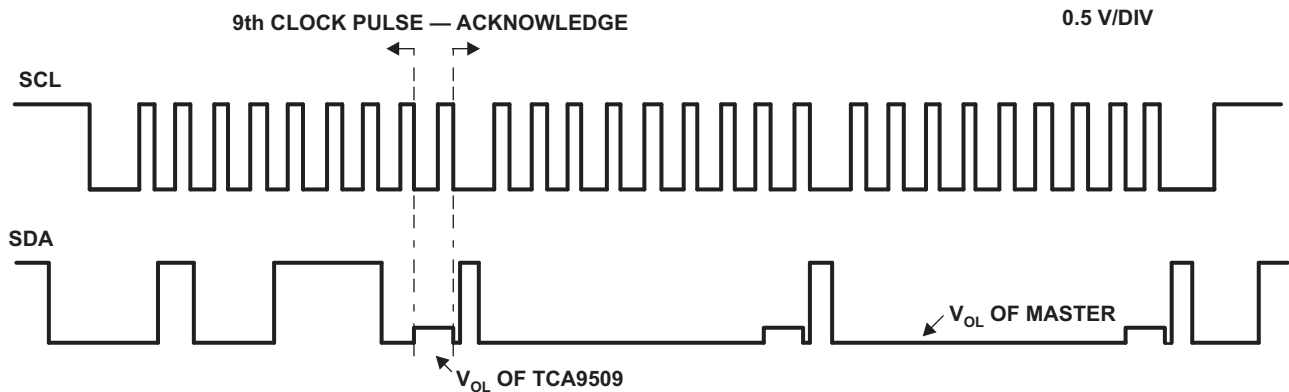 9th CLOCK PULSE — ACKNOWLEDGE
0.5 V/DIV
SCL
SDA
VOL OF MASTER
VOL OF TCA9509